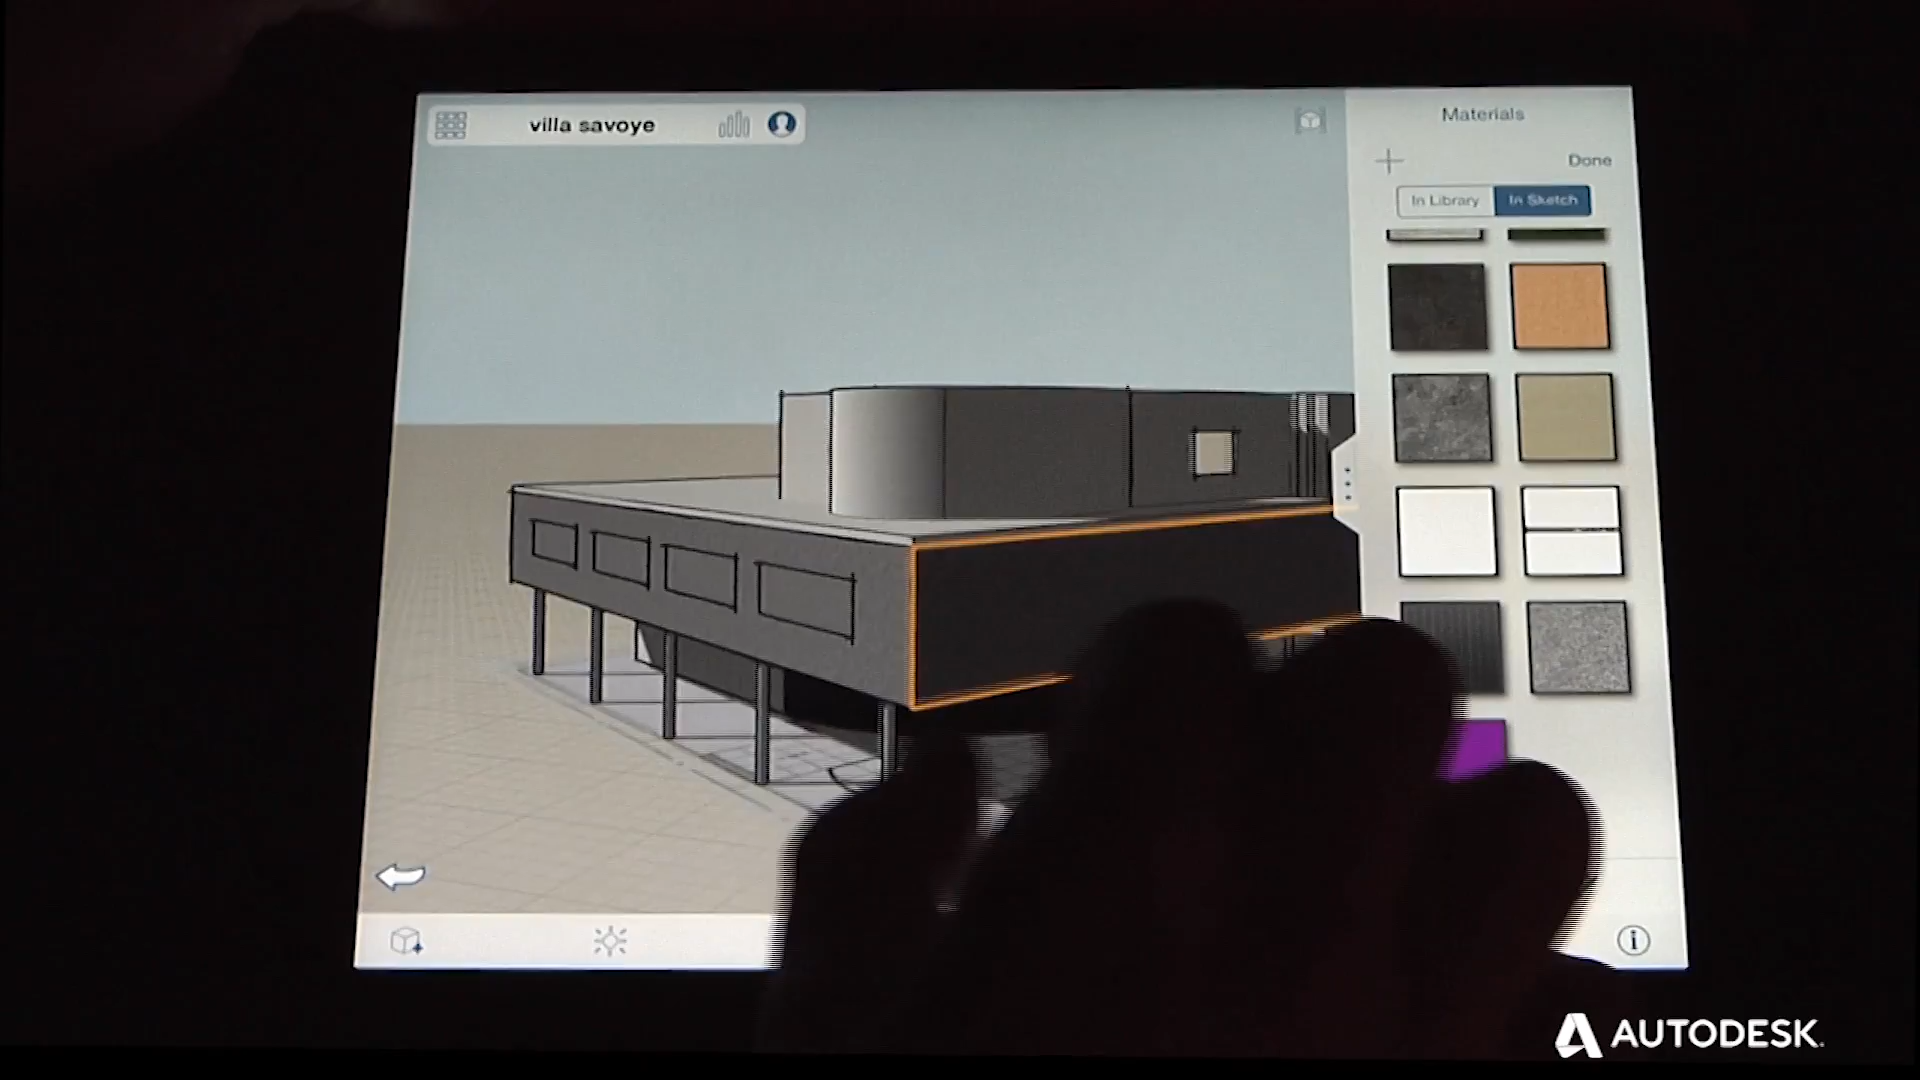 villa savoye
Materials
Done
In Library
In Sketch
AUTODESK.